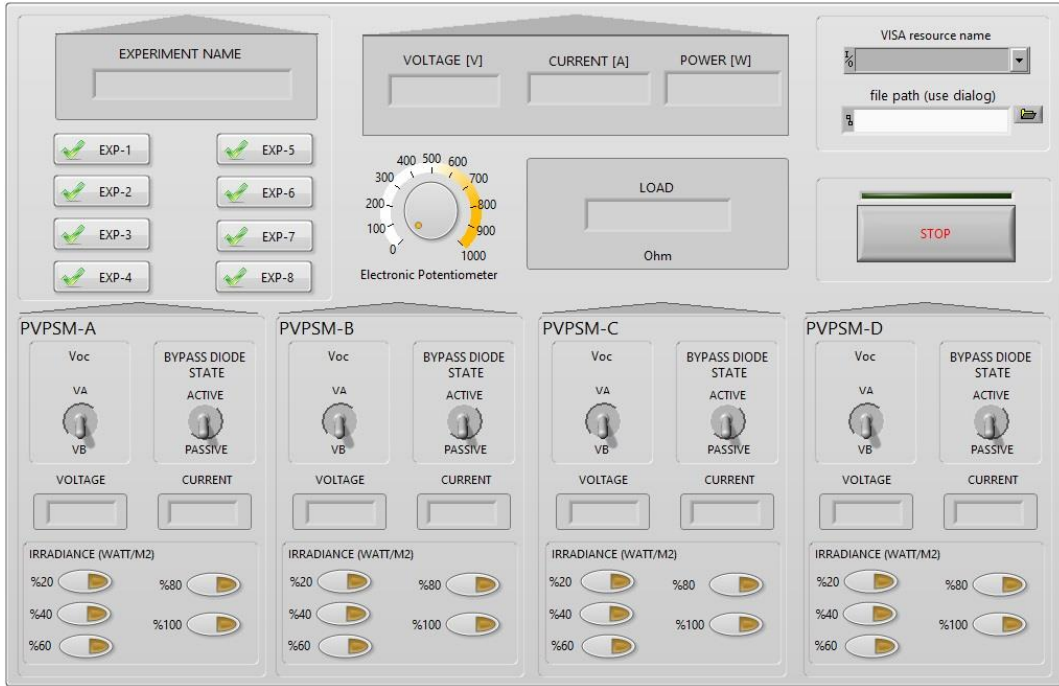 EXPERIMENT NAME
EXP-1
EXP-5
EXP-2
EXP-6
EXP-3
EXP-7
EXP-4
EXP-8
VOLTAGE [V]
CURRENT [A]
POWER [W]
0
100
200
300
400
500
600
700
800
900
1000
Electronic Potentiometer
LOAD
Ohm
VISA resource name
I/O
file path (use dialog)
STOP
PVPSM-A
Voc
VA
VB
BYPASS DIODE
STATE
ACTIVE
PASSIVE
VOLTAGE
CURRENT
IRRADIANCE (WATT/M2)
%20
%80
%40
%100
%60
PVPSM-B
Voc
VA
VB
BYPASS DIODE
STATE
ACTIVE
PASSIVE
VOLTAGE
CURRENT
IRRADIANCE (WATT/M2)
%20
%80
%40
%100
%60
PVPSM-C
Voc
VA
VB
BYPASS DIODE
STATE
ACTIVE
PASSIVE
VOLTAGE
CURRENT
IRRADIANCE (WATT/M2)
%20
%80
%40
%100
%60
PVPSM-D
Voc
VA
VB
BYPASS DIODE
STATE
ACTIVE
PASSIVE
VOLTAGE
CURRENT
IRRADIANCE (WATT/M2)
%20
%80
%40
%100
%60